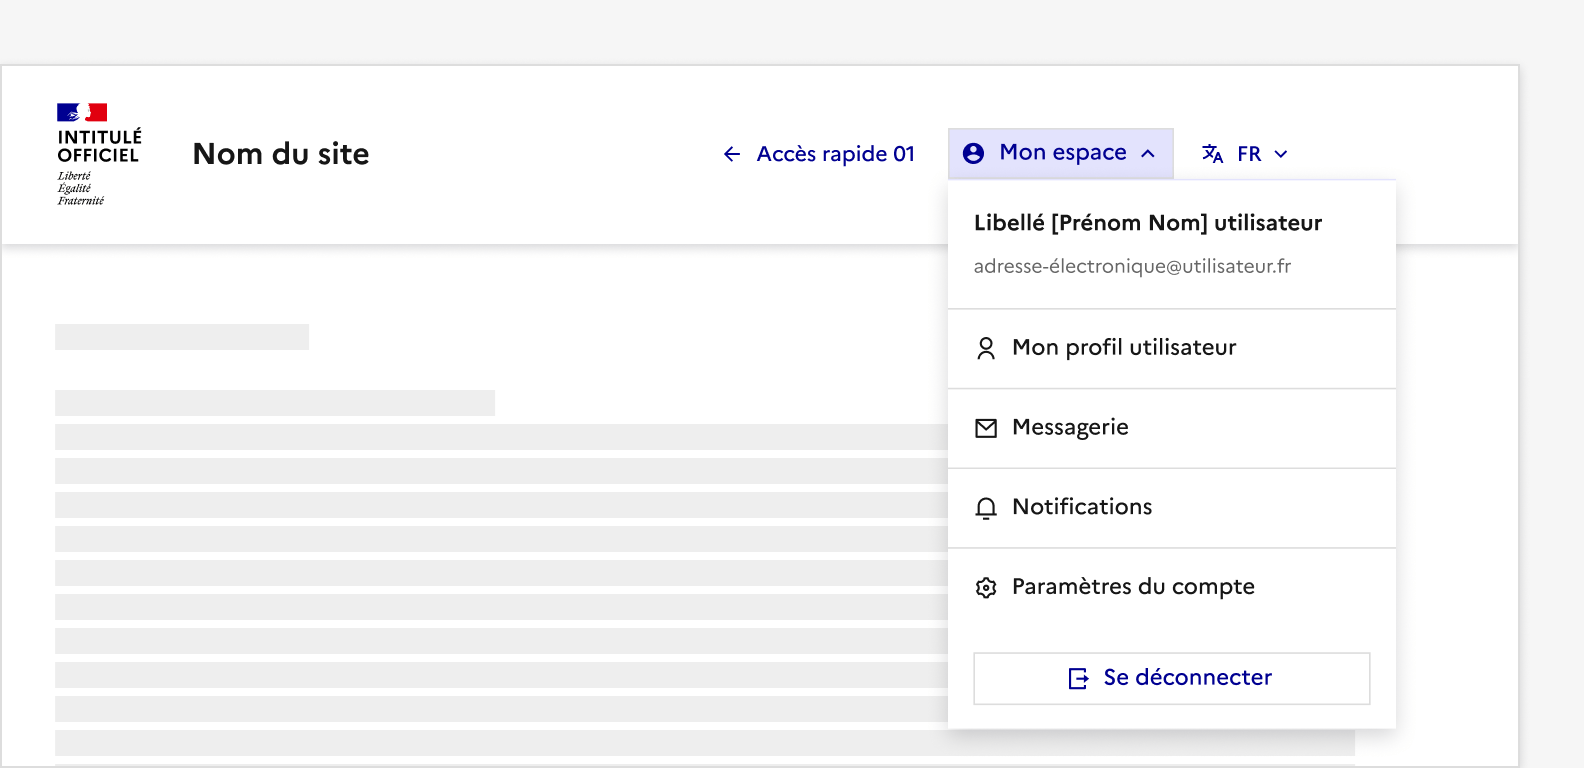 INTITULÉ
OFFICIEL
Liberté
Égalité
Fraternité
Nom du site
Accès rapide 01
Mon espace
FR
Libellé [Prénom Nom] utilisateur
adresse-électronique@utilisateur.fr
Mon profil utilisateur
Messagerie
Notifications
Paramètres du compte
Se déconnecter